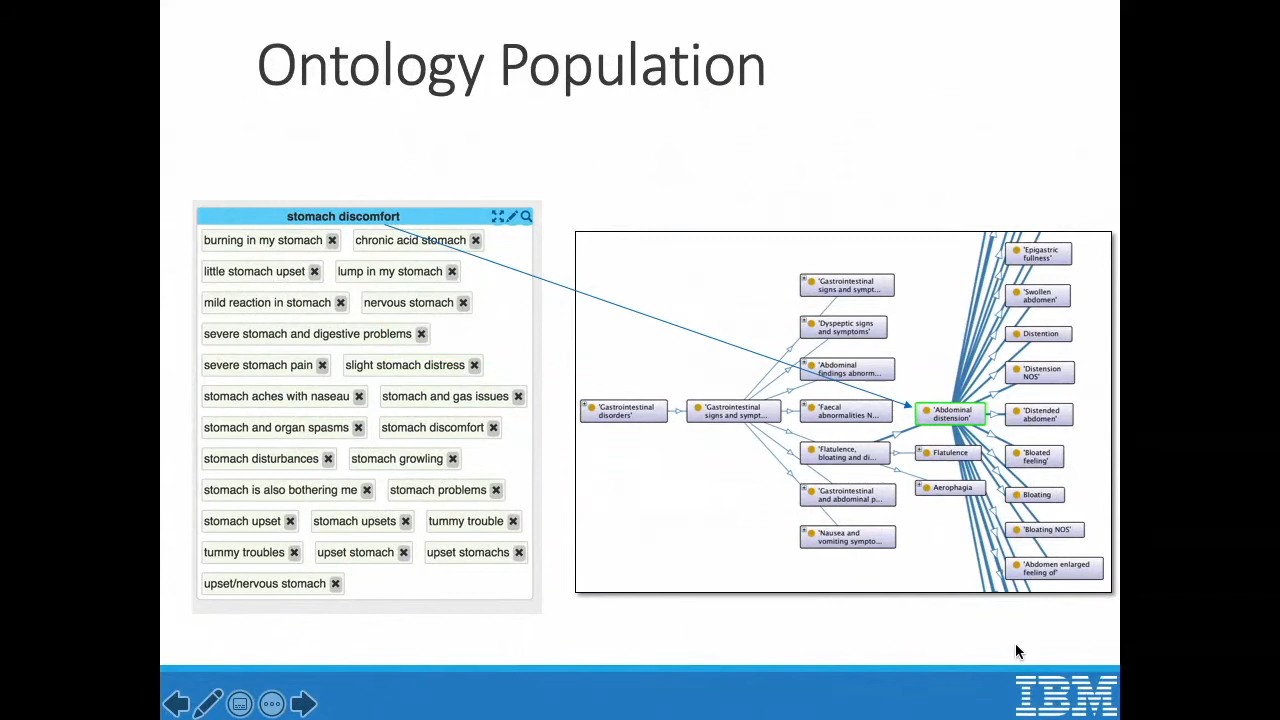 Ontology Population
stomach discomfort
burning in my stomach
chronic acid stomach
little stomach upset
lump in my stomach
mild reaction in stomach
nervous stomach
severe stomach and digestive problems
severe stomach pain
slight stomach distress
stomach aches with naseau
stomach and gas issues
stomach and organ spasms
stomach discomfort
stomach disturbances
stomach growling
stomach is also bothering me
stomach problems
stomach upset
stomach upsets
tummy trouble
tummy troubles
upset stomach
upset stomachs
upset/nervous stomach
'Gastrointestinal
disorders'
'Gastrointestinal
signs and sympt...
'Gastrointestinal
signs and sympt...
'Dyspeptic signs
and symptoms'
'Abdominal
findings abnorm...
'Faecal
abnormalities N...
'Flatulence,
bloating and di...
'Gastrointestinal
and abdominal p...
'Nausea and
vomiting sympto...
'Abdominal
distension'
Flatulence
Aerophagia
'Epigastric
fullness'
'Swollen
abdomen'
Distention
'Distension
NOS'
'Distended
abdomen'
'Bloated
feeling'
Bloating
'Bloating NOS'
'Abdomen enlarged
feeling of'
IBM